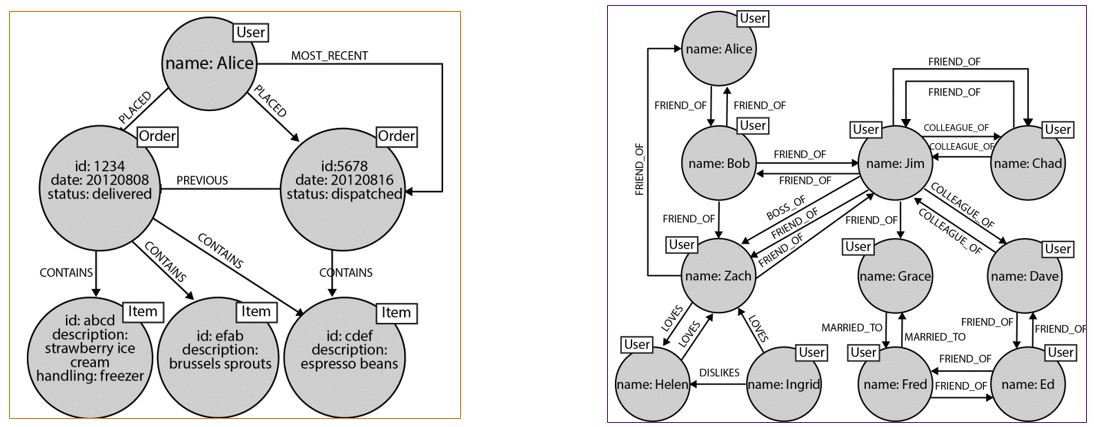 User
name: Alice
MOST_RECENT
PLACED
PLACED
Order
id: 1234
date: 20120808
status: delivered
PREVIOUS
Order
id:5678
date: 20120816
status: dispatched
CONTAINS
CONTAINS
CONTAINS
CONTAINS
Item
id: abcd
description:
strawberry ice
cream
handling: freezer
Item
id: efab
description:
brussels sprouts
Item
id: cdef
description:
espresso beans
User
name: Alice
FRIEND_OF
FRIEND_OF
FRIEND_OF
FRIEND_OF
FRIEND_OF
User
name: Bob
FRIEND_OF
FRIEND_OF
User
name: Jim
COLLEAGUE_OF
COLLEAGUE_OF
User
name: Chad
FRIEND_OF
BOSS_OF
FRIEND_OF
FRIEND_OF
FRIEND_OF
COLLEAGUE_OF
COLLEAGUE_OF
User
name: Zach
User
name: Grace
User
name: Dave
LOVES
LOVES
LOVES
MARRIED_TO
MARRIED_TO
FRIEND_OF
FRIEND_OF
User
name: Helen
DISLIKES
User
name: Ingrid
User
name: Fred
FRIEND_OF
FRIEND_OF
User
name: Ed